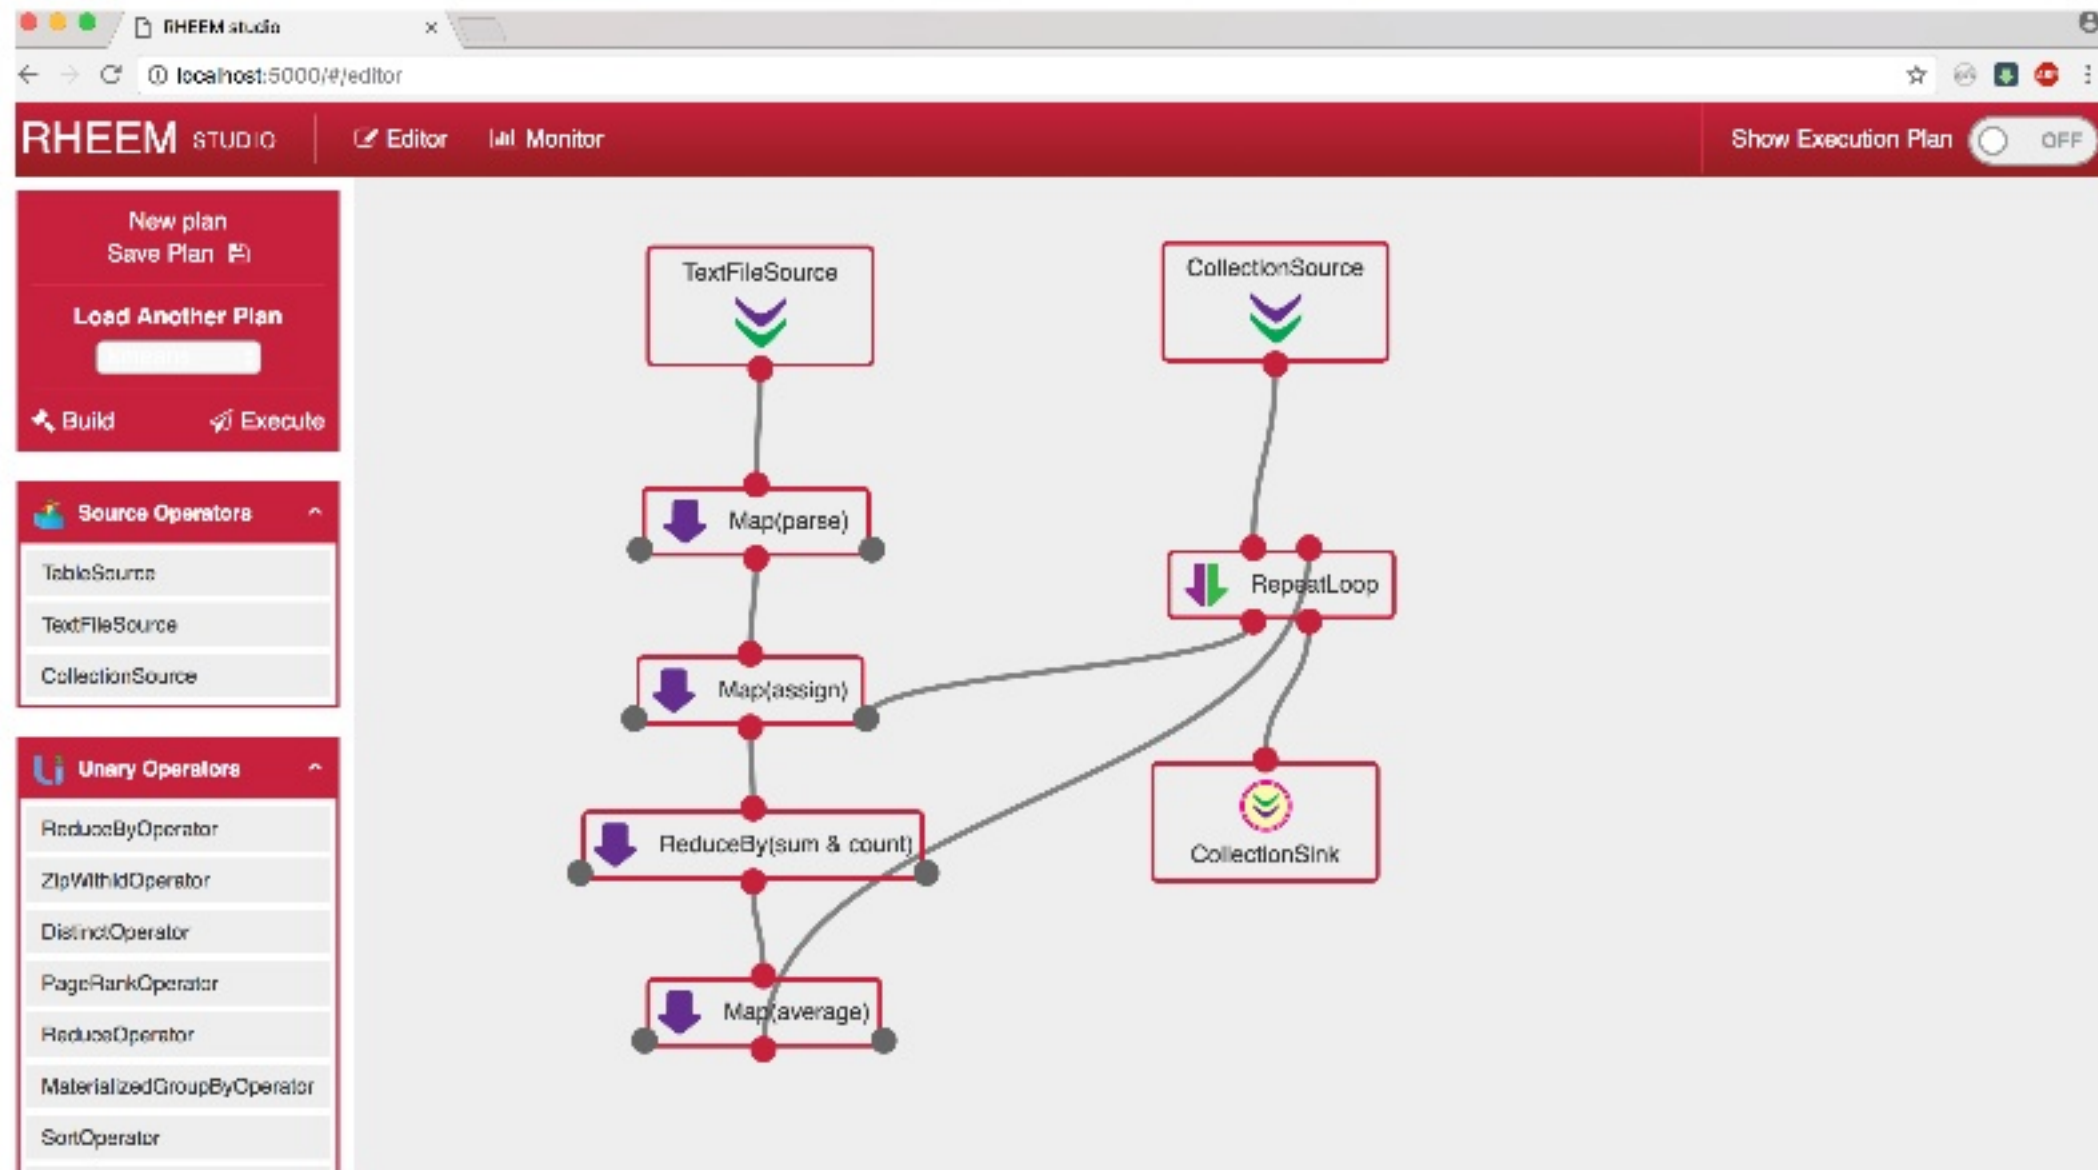 RHEEM studio
localhost:5000/#/editor
RHEEM STUDIO
Editor
Monitor
Show Execution Plan
OFF
New plan
Save Plan
Load Another Plan
Build
Execute
Source Operators
TableSource
TextFileSource
CollectionSource
Unary Operators
ReduceByOperator
ZipWithIdOperator
DistinctOperator
PageRankOperator
ReduceOperator
MaterializedGroupByOperator
SortOperator
TextFileSource
Map(parse)
Map(assign)
ReduceBy(sum & count)
Map(average)
CollectionSource
RepeatLoop
CollectionSink